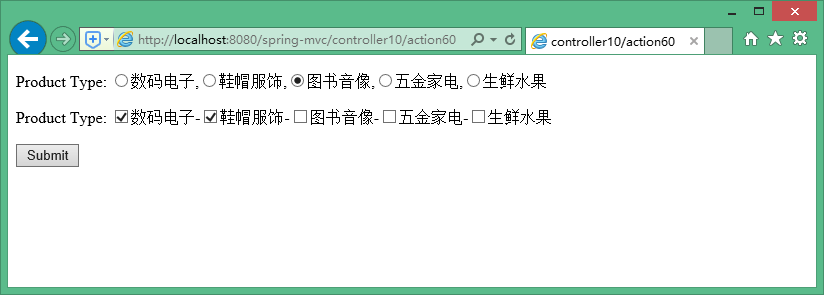 http://localhost:8080/spring-mvc/controller10/action60
controller10/action60
Product Type: 数码电子,鞋帽服饰,图书音像,五金家电,生鲜水果
Product Type: 数码电子-鞋帽服饰-图书音像-五金家电-生鲜水果
Submit